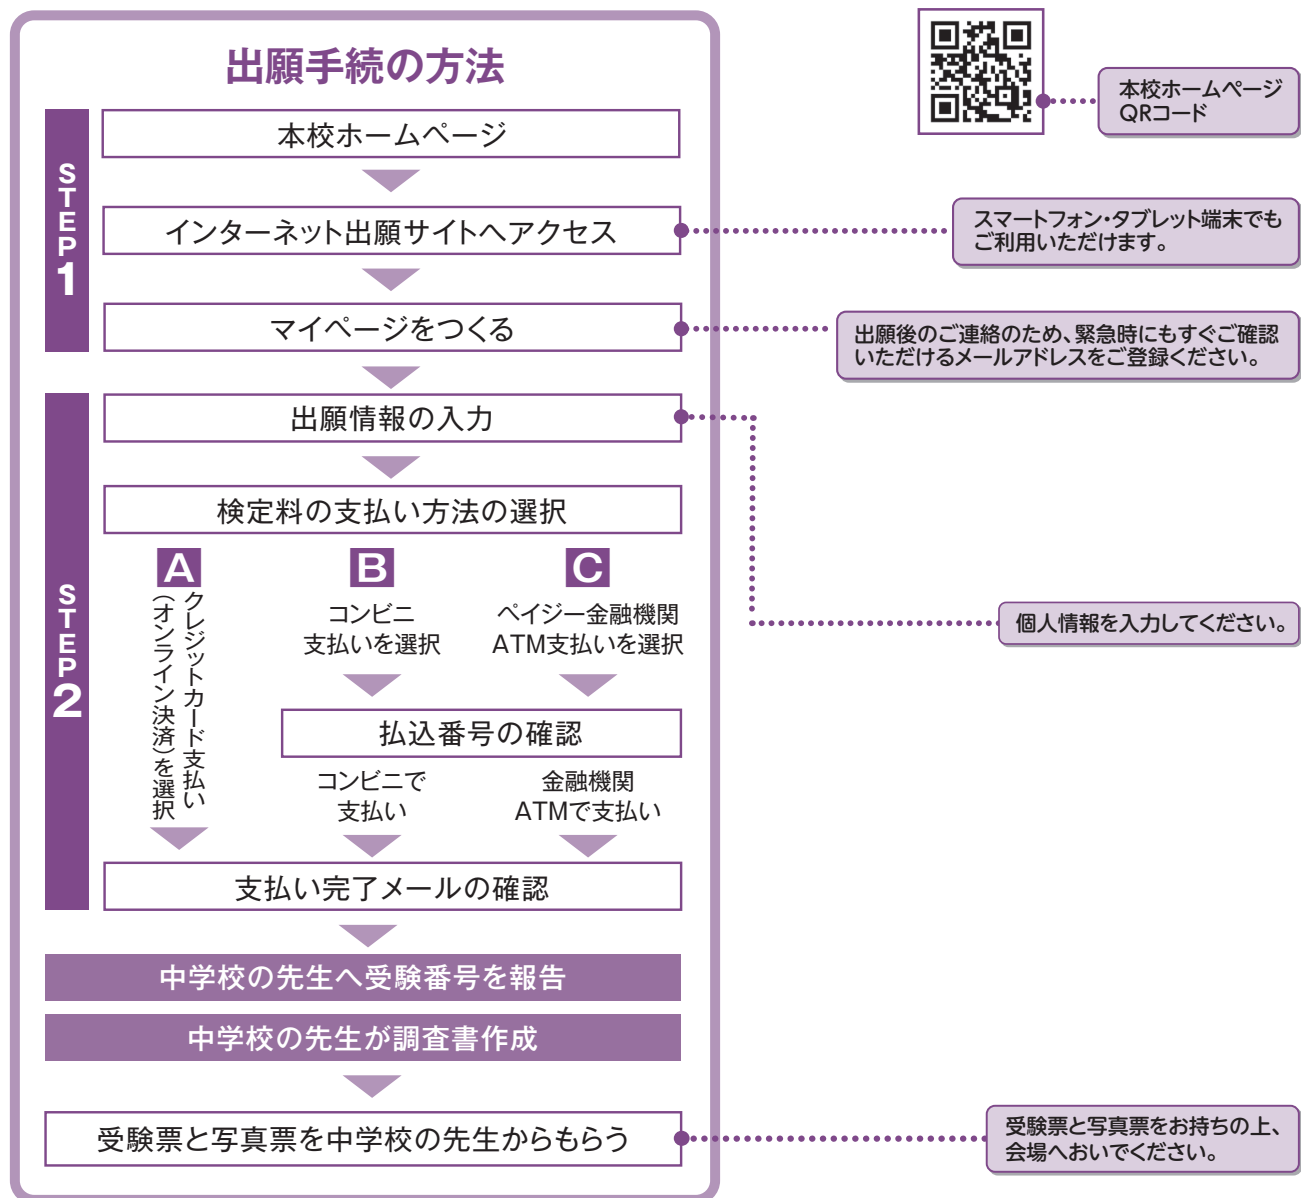 出願手続の方法
本校ホームページ
QRコード
STEP1
本校ホームページ
インターネット出願サイトへアクセス
スマートフォン・タブレット端末でも
ご利用いただけます。
マイページをつくる
出願後のご連絡のため、緊急時にもすぐご確認
いただけるメールアドレスをご登録ください。
STEP2
出願情報の入力
個人情報を入力してください。
検定料の支払い方法の選択
A
クレジットカード支払い
（オンライン決済）を選択
B
コンビニ
支払いを選択
C
ペイジー金融機関
ATM支払いを選択
払込番号の確認
コンビニで
支払い
金融機関
ATMで支払い
支払い完了メールの確認
中学校の先生へ受験番号を報告
中学校の先生が調査書作成
受験票と写真票を中学校の先生からもらう
受験票と写真票をお持ちの上、
会場へおいでください。